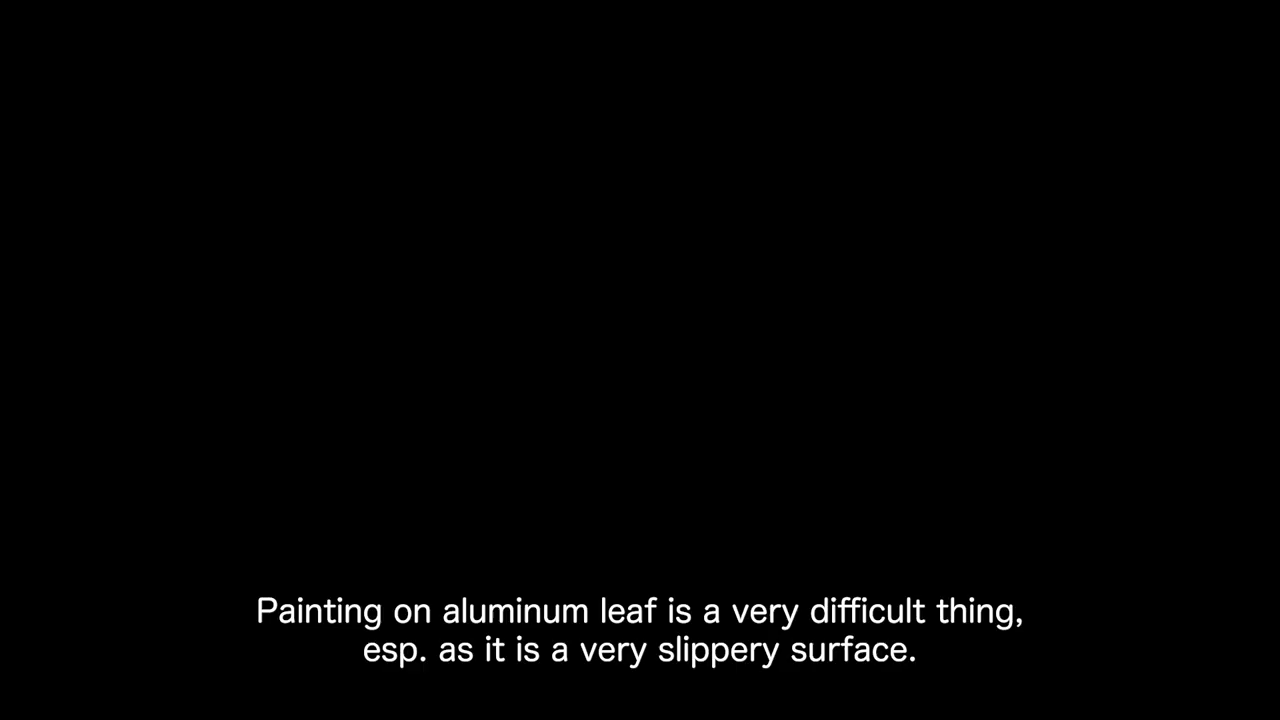 Painting on aluminum leaf is a very difficult thing,
esp. as it is a very slippery surface.